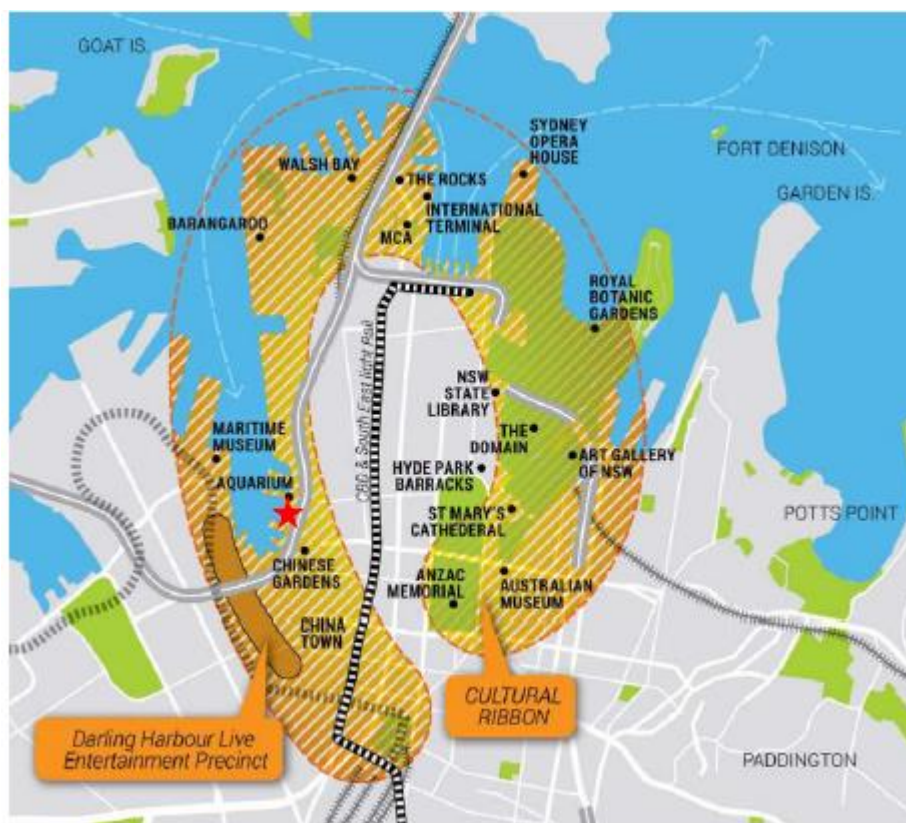 GOAT IS.
SYDNEY
OPERA
HOUSE
FORT DENISON
WALSH BAY
THE ROCKS
GARDEN IS.
INTERNATIONAL
TERMINAL
BARANGAROO
MCA
ROYAL
BOTANIC
GARDENS
CBD & South East light Rail
NSW
STATE
LIBRARY
MARITIME
MUSEUM
THE
DOMAIN
ART GALLERY
OF NSW
AQUARIUM
HYDE PARK
BARRACKS
ST MARY'S
CATHEDERAL
POTTS POINT
CHINESE
GARDENS
ANZAC
MEMORIAL
AUSTRALIAN
MUSEUM
CHINA
TOWN
CULTURAL
RIBBON
Darling Harbour Live
Entertainment Precinct
PADDINGTON